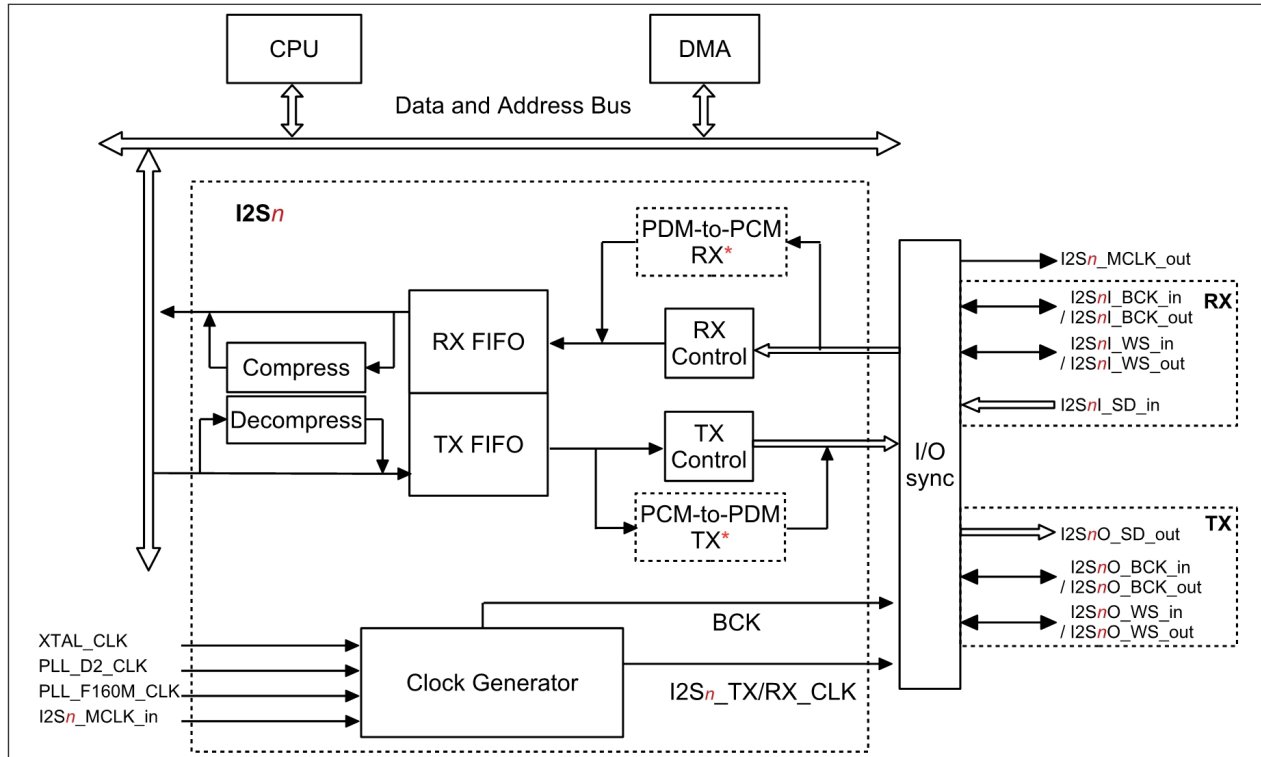 CPU
DMA
Data and Address Bus
I2Sn
PDM-to-PCM
RX*
I2Sn_MCLK_out
I2SnI_BCK_in
/ I2SnI_BCK_out
RX
I2SnI_WS_in
/ I2SnI_WS_out
I2SnI_SD_in
RX FIFO
RX
Control
Compress
Decompress
TX FIFO
TX
Control
I/O
sync
PCM-to-PDM
TX*
TX
I2SnO_SD_out
I2SnO_BCK_in
/ I2SnO_BCK_out
I2SnO_WS_in
/ I2SnO_WS_out
BCK
XTAL_CLK
PLL_D2_CLK
PLL_F160M_CLK
I2Sn_MCLK_in
Clock Generator
I2Sn_TX/RX_CLK